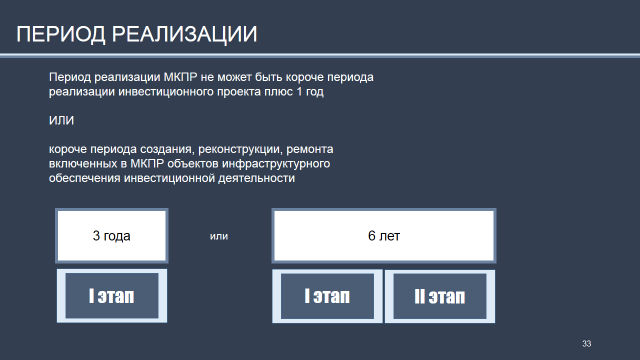 ПЕРИОД РЕАЛИЗАЦИИ
Период реализации МКПР не может быть короче периода
реализации инвестиционного проекта плюс 1 год
ИЛИ
короче периода создания, реконструкции, ремонта
включенных в МКПР объектов инфраструктурного
обеспечения инвестиционной деятельности
3 года или 6 лет
I этап I этап II этап
33